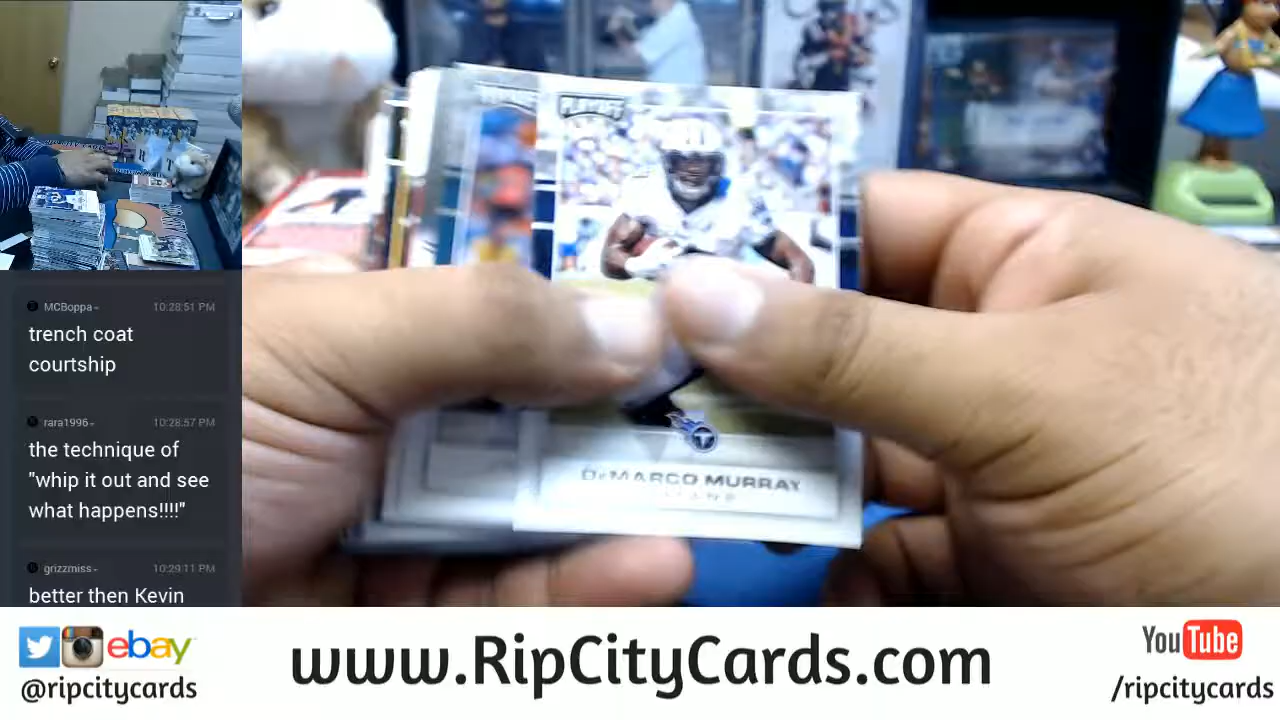 MCBoppa
10:28:51 PM
trench coat
courtship
rara1996
10:28:57 PM
the technique of
"whip it out and see
what happens!!!!"
grizzmiss
10:29:11 PM
better then Kevin
PLAYOFF
DeMARCO MURRAY
TITANS
ebay
@ripcitycards
www.RipCityCards.com
YouTube
/ripcitycards